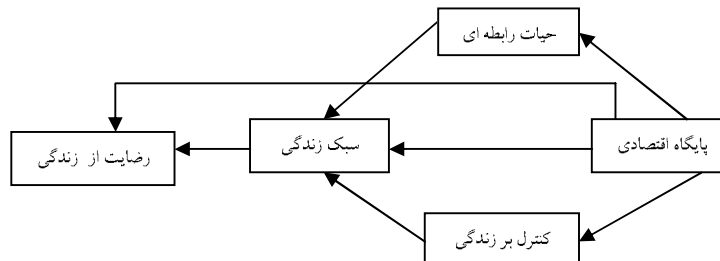 حیات رابطه ای
پایگاه اقتصادی
سبک زندگی
رضایت از زندگی
کنترل بر زندگی